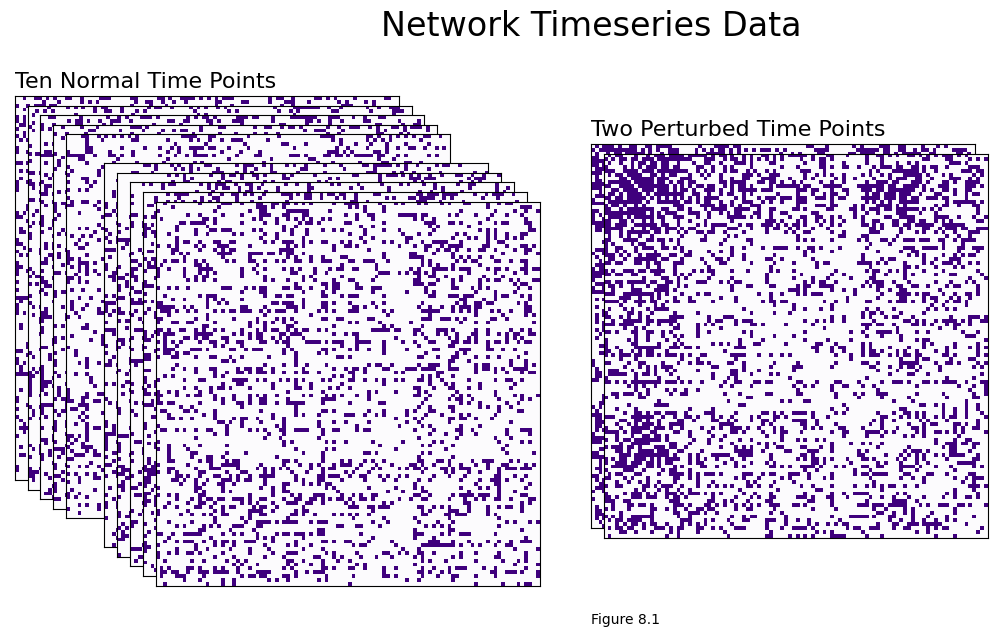 Network Timeseries Data
Ten Normal Time Points
Two Perturbed Time Points
Figure 8.1